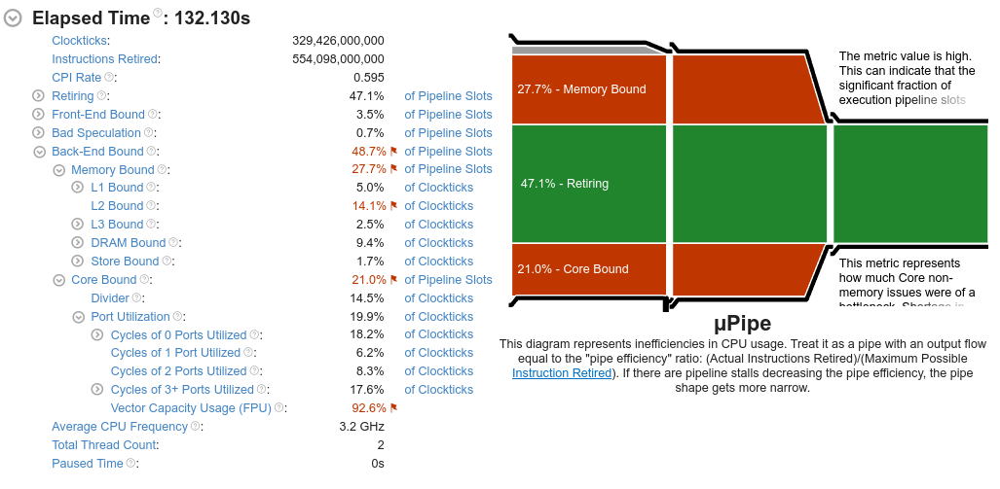 Elapsed Time ?: 132.130s
Clockticks: 329,426,000,000
Instructions Retired: 554,098,000,000
CPI Rate ?: 0.595
Retiring ?: 47.1% of Pipeline Slots
Front-End Bound ?: 3.5% of Pipeline Slots
Bad Speculation ?: 0.7% of Pipeline Slots
Back-End Bound ?: 48.7% of Pipeline Slots
Memory Bound ?: 27.7% of Pipeline Slots
L1 Bound ?: 5.0% of Clockticks
L2 Bound ?: 14.1% of Clockticks
L3 Bound ?: 2.5% of Clockticks
DRAM Bound ?: 9.4% of Clockticks
Store Bound ?: 1.7% of Clockticks
Core Bound ?: 21.0% of Pipeline Slots
Divider ?: 14.5% of Clockticks
Port Utilization ?: 19.9% of Clockticks
Cycles of 0 Ports Utilized ?: 18.2% of Clockticks
Cycles of 1 Port Utilized ?: 6.2% of Clockticks
Cycles of 2 Ports Utilized ?: 8.3% of Clockticks
Cycles of 3+ Ports Utilized ?: 17.6% of Clockticks
Vector Capacity Usage (FPU) ?: 92.6%
Average CPU Frequency ?: 3.2 GHz
Total Thread Count: 2
Paused Time ?: 0s
27.7% - Memory Bound
47.1% - Retiring
21.0% - Core Bound
The metric value is high.
This can indicate that the
significant fraction of
execution pipeline slots
This metric represents
how much Core non-
memory issues were of a
bottleneck. Shortage in
µPipe
This diagram represents inefficiencies in CPU usage. Treat it as a pipe with an output flow
equal to the "pipe efficiency" ratio: (Actual Instructions Retired)/(Maximum Possible
Instruction Retired). If there are pipeline stalls decreasing the pipe efficiency, the pipe
shape gets more narrow.